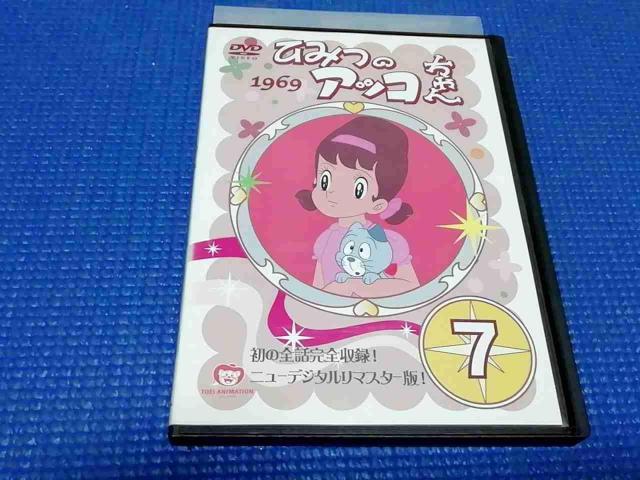 DVD
VIDEO
ひみつの
アッコちゃん
1969
7
初の全話完全収録!
ニューデジタルリマスター版!
TOEI ANIMATION